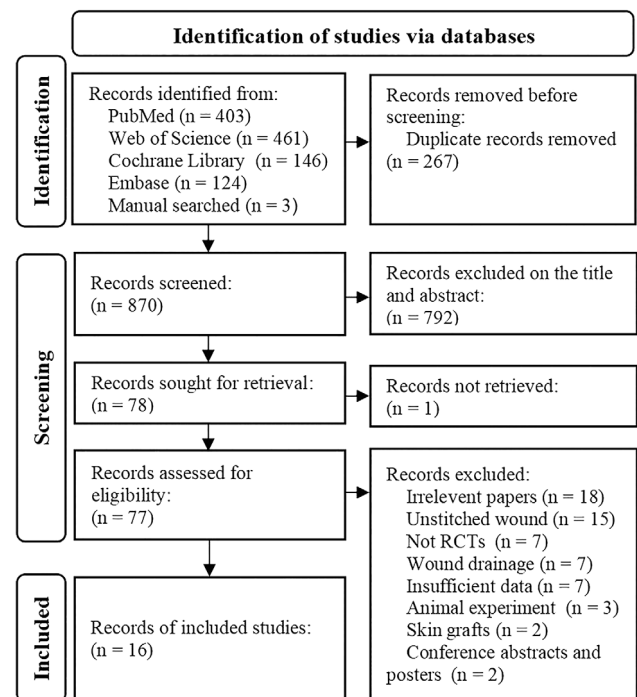 Identification of studies via databases
Identification
Records identified from:
PubMed (n = 403)
Web of Science (n = 461)
Cochrane Library (n = 146)
Embase (n = 124)
Manual searched (n = 3)
Records removed before
screening:
Duplicate records removed
(n = 267)
Screening
Records screened:
(n = 870)
Records excluded on the title
and abstract:
(n = 792)
Records sought for retrieval:
(n = 78)
Records not retrieved:
(n = 1)
Records assessed for
eligibility:
(n = 77)
Records excluded:
Irrelevent papers (n = 18)
Unstitched wound (n = 15)
Not RCTs (n = 7)
Wound drainage (n = 7)
Insufficient data (n = 7)
Animal experiment (n = 3)
Skin grafts (n = 2)
Conference abstracts and
posters (n = 2)
Included
Records of included studies:
(n = 16)